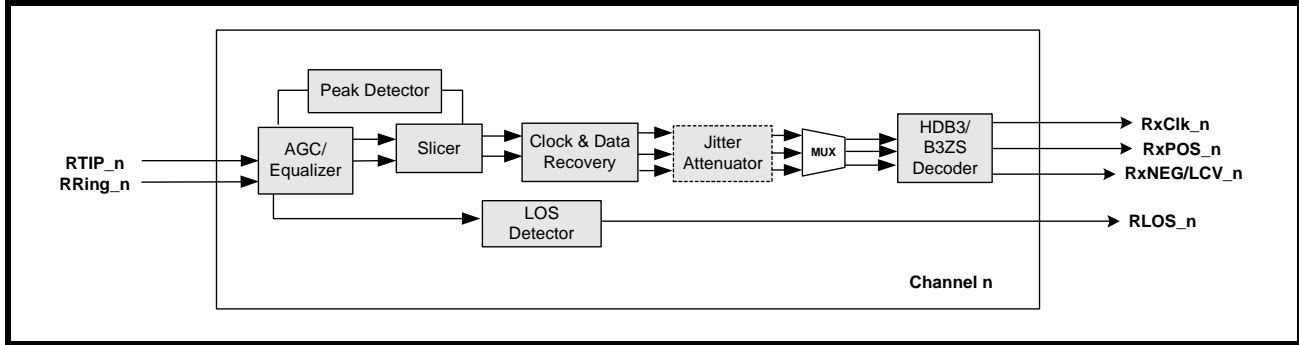 Peak Detector
AGC/
Equalizer
Slicer
Clock & Data
Recovery
Jitter
Attenuator
MUX
HDB3/
B3ZS
Decoder
RTIP_n
RRing_n
RxClk_n
RxPOS_n
RxNEG/LCV_n
LOS
Detector
RLOS_n
Channel n